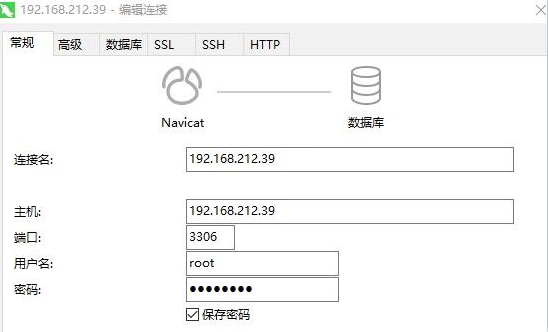 192.168.212.39 - 编辑连接
常规 高级 数据库 SSL SSH HTTP
Navicat 数据库
连接名: 192.168.212.39
主机: 192.168.212.39
端口: 3306
用户名: root
密码: ●●●●●●●●
保存密码